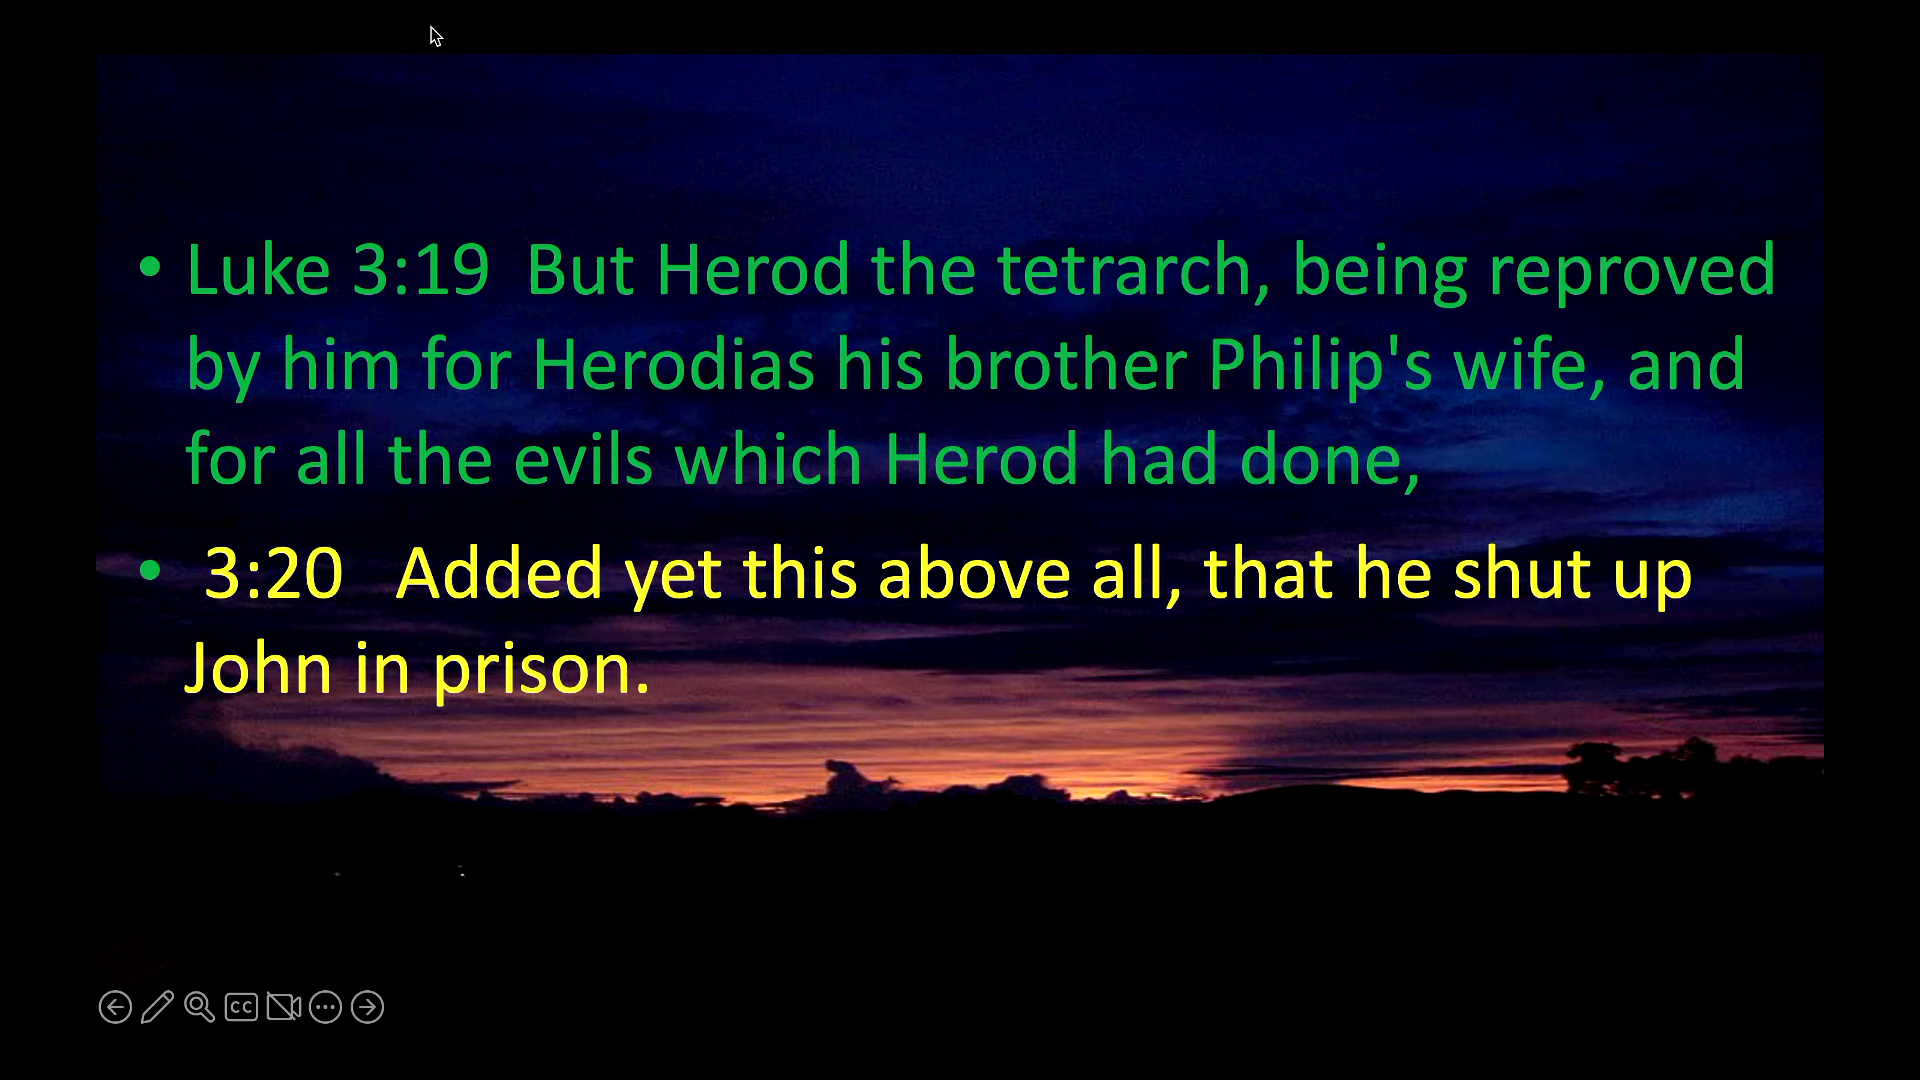 • Luke 3:19  But Herod the tetrarch, being reproved
by him for Herodias his brother Philip's wife, and
for all the evils which Herod had done,
• 3:20   Added yet this above all, that he shut up
John in prison.
CC